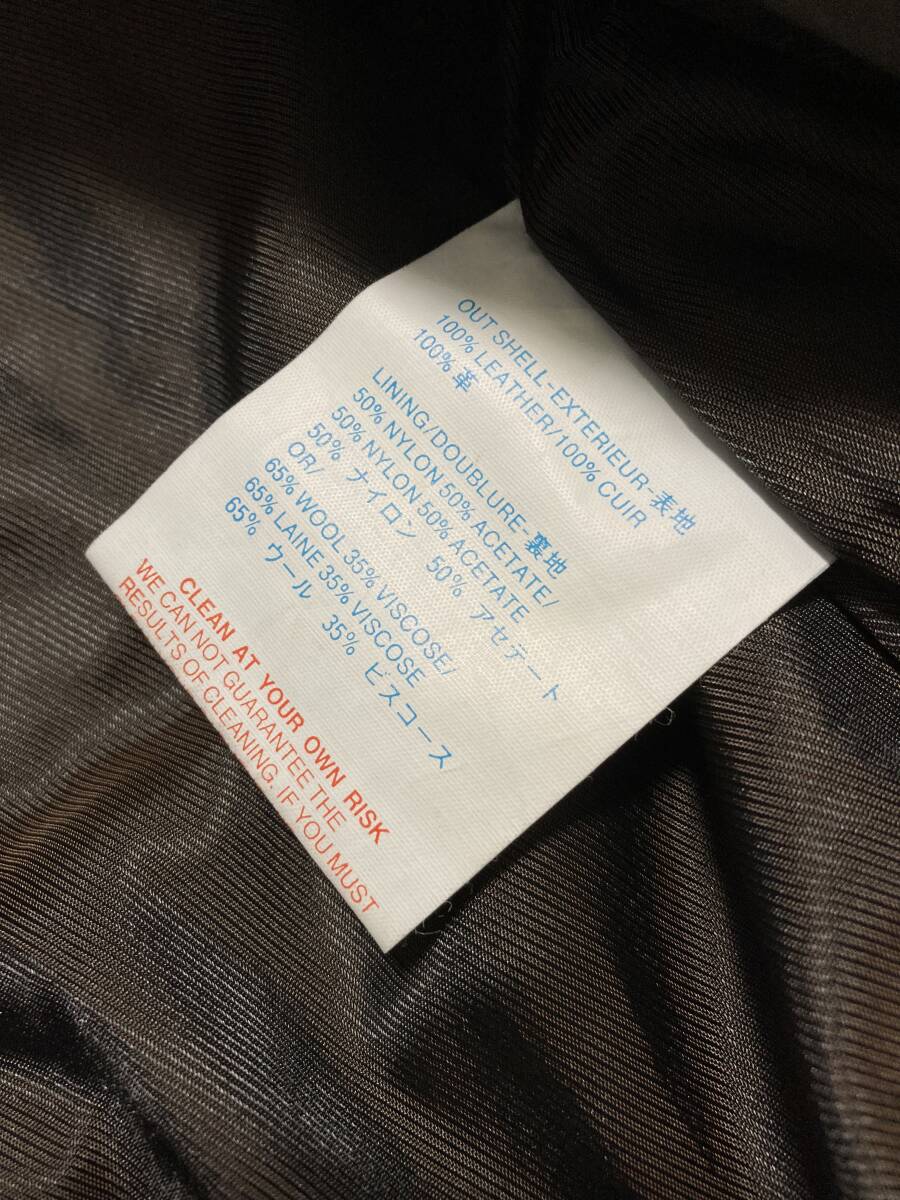 OUT SHELL-EXTERIEUR-表地
100% LEATHER/100% CUIR
100% 革
LINING/DOUBLURE-裏地
50% NYLON 50% ACETATE/
50% NYLON 50% ACETATE
50% ナイロン 50% アセテート
OR/
65% WOOL 35% VISCOSE/
65% LAINE 35% VISCOSE
65% ウール 35% ビスコース
CLEAN AT YOUR OWN RISK
WE CAN NOT GUARANTEE THE
RESULTS OF CLEANING. IF YOU MUST